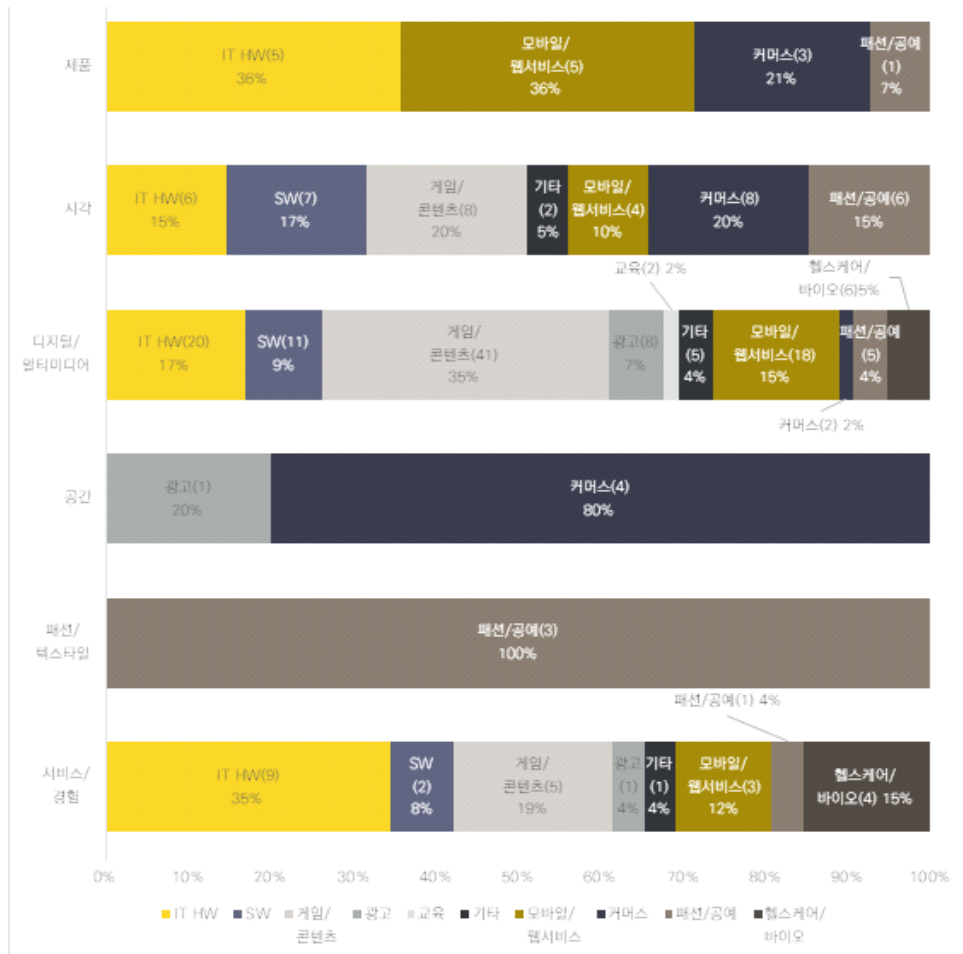 제품
IT HW(5)
36%
모바일/
웹서비스(5)
36%
커머스(3)
21%
패션/공예
(1)
7%
시각
IT HW(6)
15%
SW(7)
17%
게임/
콘텐츠(8)
20%
기타
(2)
5%
모바일/
웹서비스(4)
10%
커머스(8)
20%
패션/공예(6)
15%
교육(2) 2%
헬스케어/
바이오(6)5%
디지털/
멀티미디어
IT HW(20)
17%
SW(11)
9%
게임/
콘텐츠(41)
35%
광고(8)
7%
기타
(5)
4%
모바일/
웹서비스(18)
15%
패션/공예
(5)
4%
커머스(2) 2%
공간
광고(1)
20%
커머스(4)
80%
패션/
텍스타일
패션/공예(3)
100%
패션/공예(1) 4%
서비스/
경험
IT HW(9)
35%
SW
(2)
8%
게임/
콘텐츠(5)
19%
광고
(1)
4%
기타
(1)
4%
모바일/
웹서비스(3)
12%
헬스케어/
바이오(4) 15%
0% 10% 20% 30% 40% 50% 60% 70% 80% 90% 100%
IT HW
SW
게임/
콘텐츠
광고
교육
기타
모바일/
웹서비스
커머스
패션/공예
헬스케어/
바이오